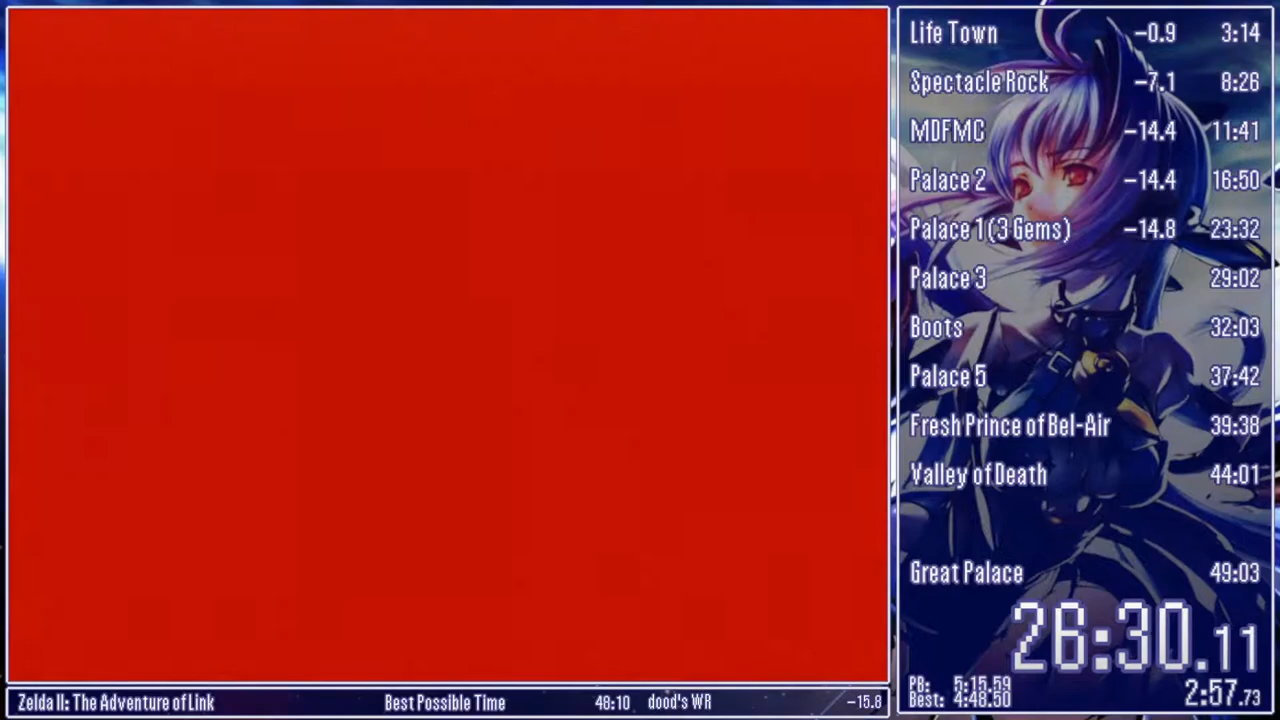 Life Town −0.9 3:14
Spectacle Rock −7.1 8:26
MDFMC −14.4 11:41
Palace 2 −14.4 16:50
Palace 1 (3 Gems) −14.8 23:32
Palace 3 29:02
Boots 32:03
Palace 5 37:42
Fresh Prince of Bel-Air 39:38
Valley of Death 44:01
Great Palace 49:03
26:30.11
PB: 5:15.59
Best: 4:48.50
2:57.73
Zelda II: The Adventure of Link Best Possible Time 48:10 dood's WR −15.8